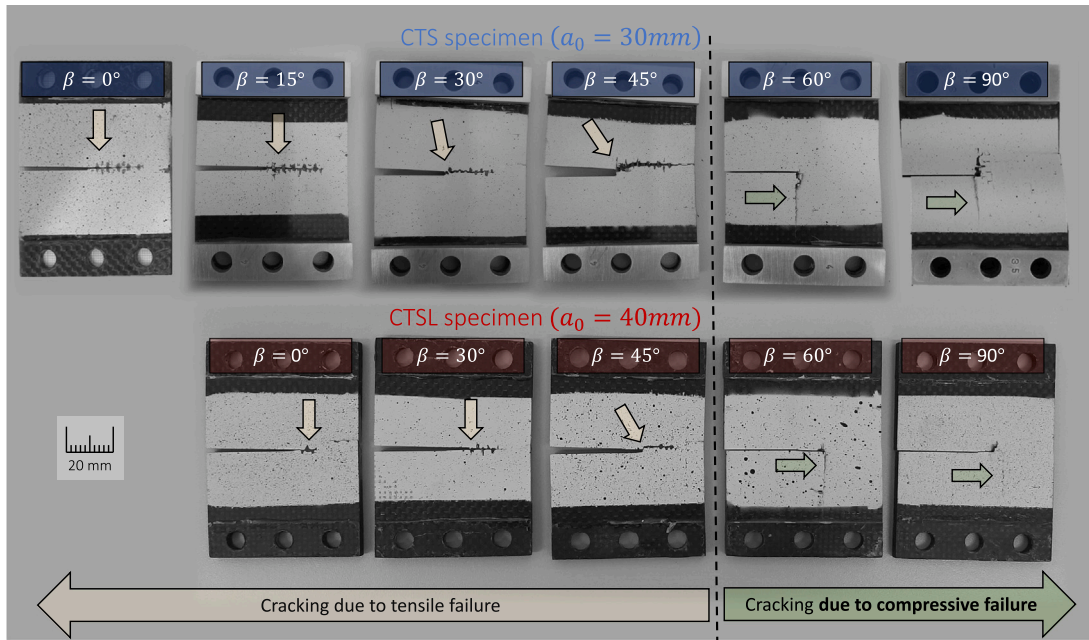 CTS specimen (a₀ = 30mm)
β = 0°
β = 15°
β = 30°
β = 45°
β = 60°
β = 90°
CTSL specimen (a₀ = 40mm)
β = 0°
β = 30°
β = 45°
β = 60°
β = 90°
20 mm
Cracking due to tensile failure
Cracking due to compressive failure